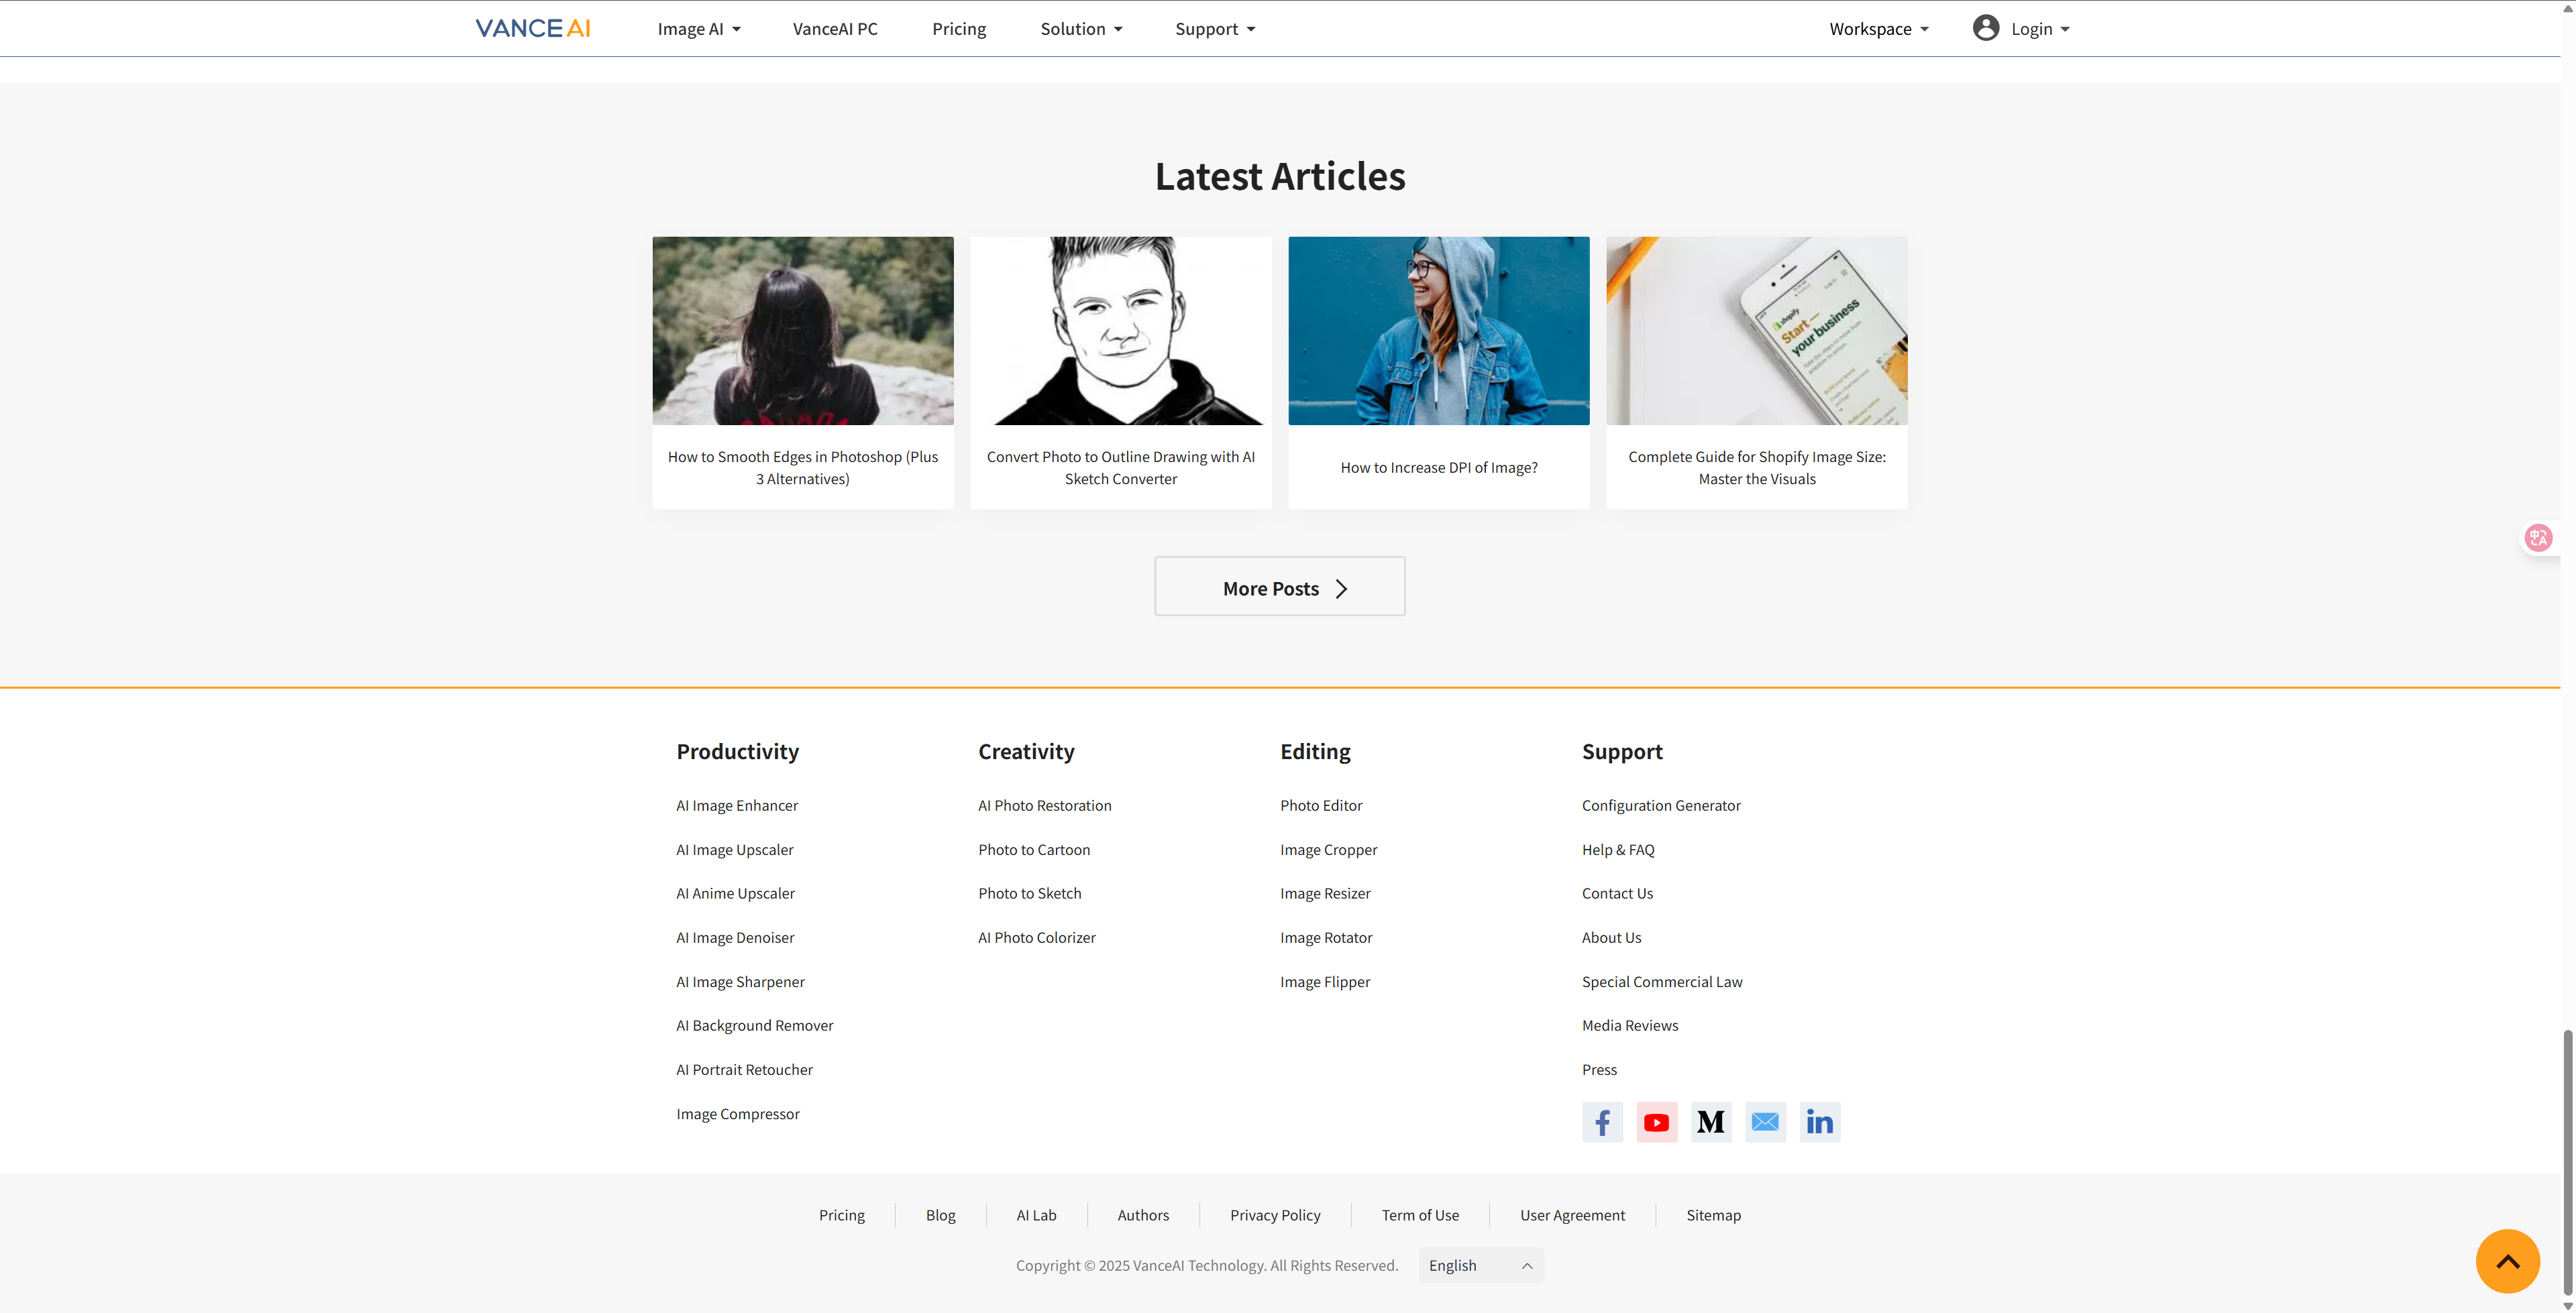 VANCE AI
Image AI
VanceAI PC
Pricing
Solution
Support
Workspace
Login
Latest Articles
shopify
Start
your business
How to Smooth Edges in Photoshop (Plus
3 Alternatives)
Convert Photo to Outline Drawing with AI
Sketch Converter
How to Increase DPI of Image?
Complete Guide for Shopify Image Size:
Master the Visuals
More Posts
Productivity
AI Image Enhancer
AI Image Upscaler
AI Anime Upscaler
AI Image Denoiser
AI Image Sharpener
AI Background Remover
AI Portrait Retoucher
Image Compressor
Creativity
AI Photo Restoration
Photo to Cartoon
Photo to Sketch
AI Photo Colorizer
Editing
Photo Editor
Image Cropper
Image Resizer
Image Rotator
Image Flipper
Support
Configuration Generator
Help & FAQ
Contact Us
About Us
Special Commercial Law
Media Reviews
Press
Pricing
Blog
AI Lab
Authors
Privacy Policy
Term of Use
User Agreement
Sitemap
Copyright © 2025 VanceAI Technology. All Rights Reserved.
English